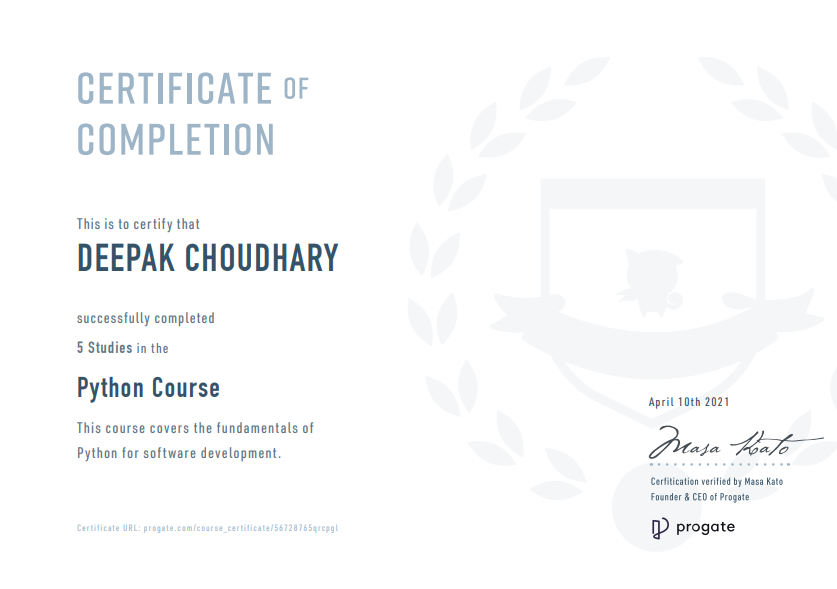 CERTIFICATE OF
COMPLETION
This is to certify that
DEEPAK CHOUDHARY
successfully completed
5 Studies in the
Python Course
This course covers the fundamentals of
Python for software development.
Certificate URL: progate.com/course_certificate/56728765qrcpgl
April 10th 2021
Masa Kato
Cerfitication verified by Masa Kato
Founder & CEO of Progate
progate